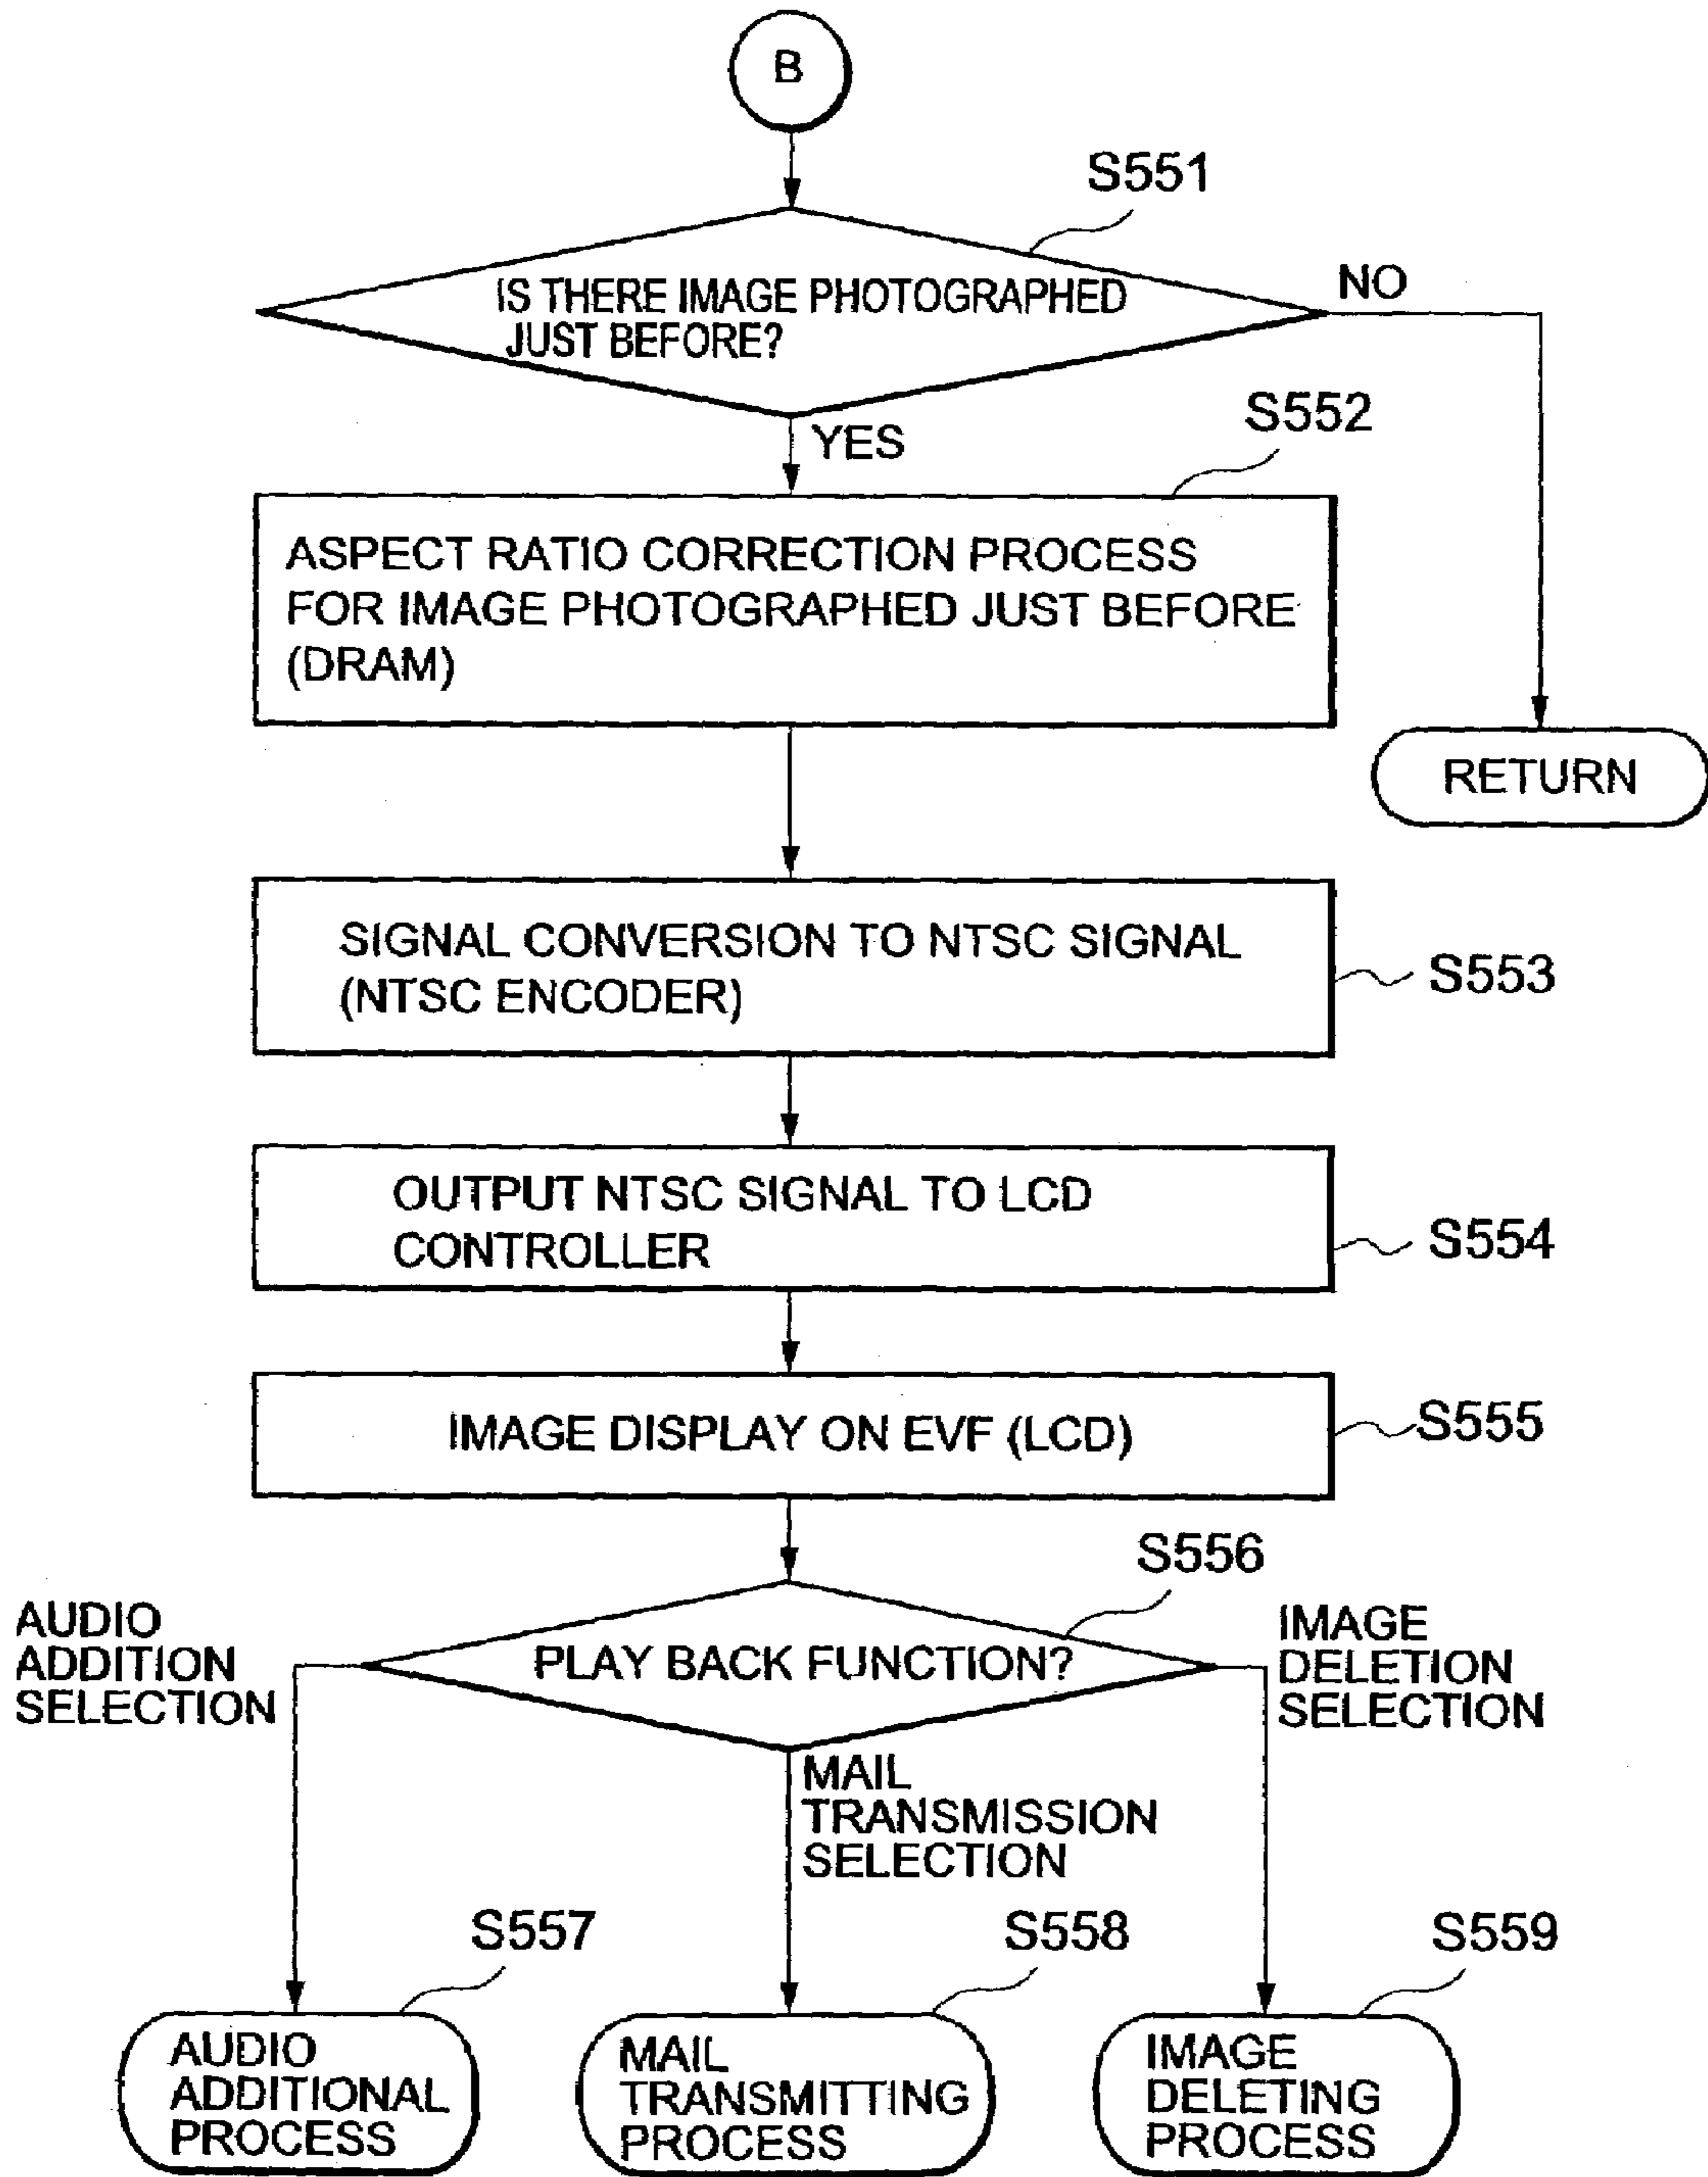 B
S551
IS THERE IMAGE PHOTOGRAPHED
JUST BEFORE?
NO
YES
S552
ASPECT RATIO CORRECTION PROCESS
FOR IMAGE PHOTOGRAPHED JUST BEFORE
(DRAM)
RETURN
SIGNAL CONVERSION TO NTSC SIGNAL
(NTSC ENCODER)
S553
OUTPUT NTSC SIGNAL TO LCD
CONTROLLER
S554
IMAGE DISPLAY ON EVF (LCD)
S555
S556
PLAY BACK FUNCTION?
AUDIO
ADDITION
SELECTION
IMAGE
DELETION
SELECTION
MAIL
TRANSMISSION
SELECTION
S557
AUDIO
ADDITIONAL
PROCESS
S558
MAIL
TRANSMITTING
PROCESS
S559
IMAGE
DELETING
PROCESS